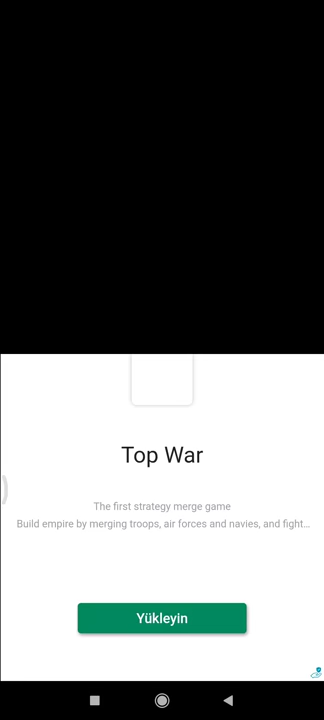 Top War
The first strategy merge game
Build empire by merging troops, air forces and navies, and fight...
Yükleyin